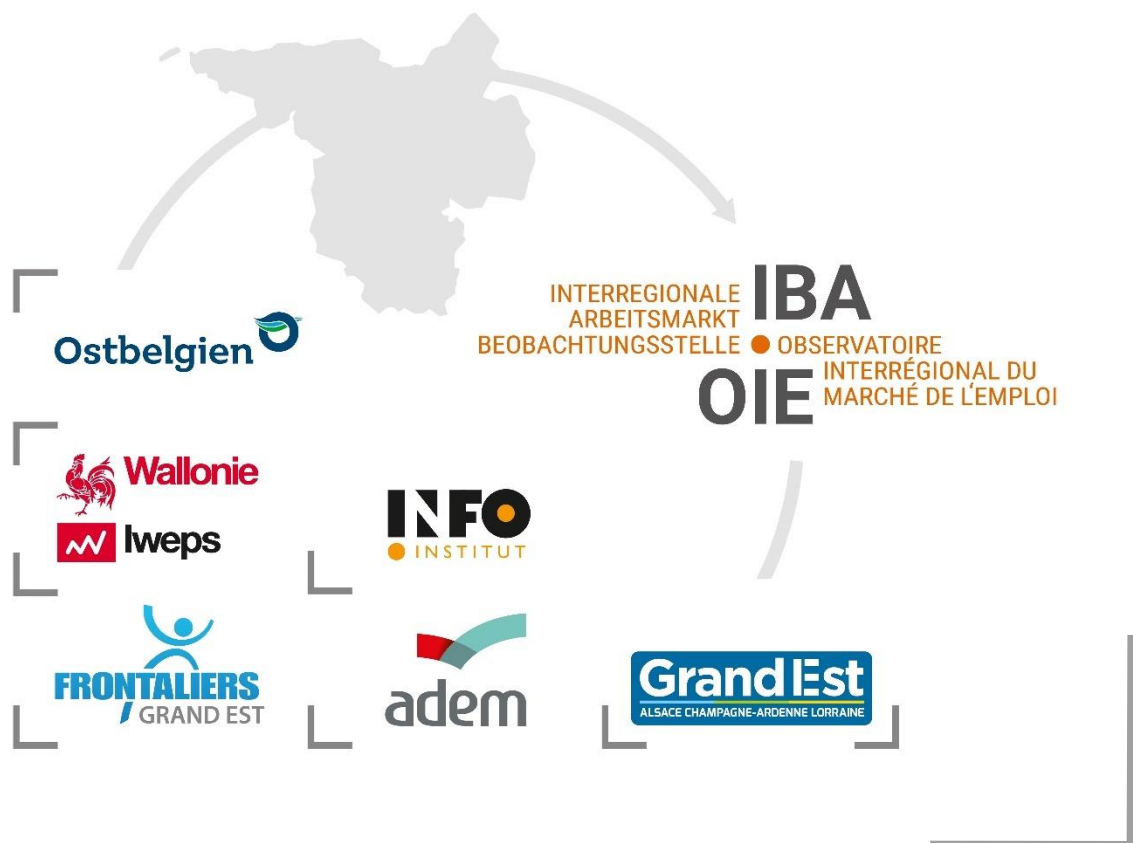 INTERREGIONALE
ARBEITSMARKT
BEOBACHTUNGSSTELLE
IBA
OIE
OBSERVATOIRE
INTERRÉGIONAL DU
MARCHÉ DE L'EMPLOI
Ostbelgien
Wallonie
Iweps
INFO
INSTITUT
FRONTALIERS
GRAND EST
adem
Grand Est
ALSACE CHAMPAGNE-ARDENNE LORRAINE